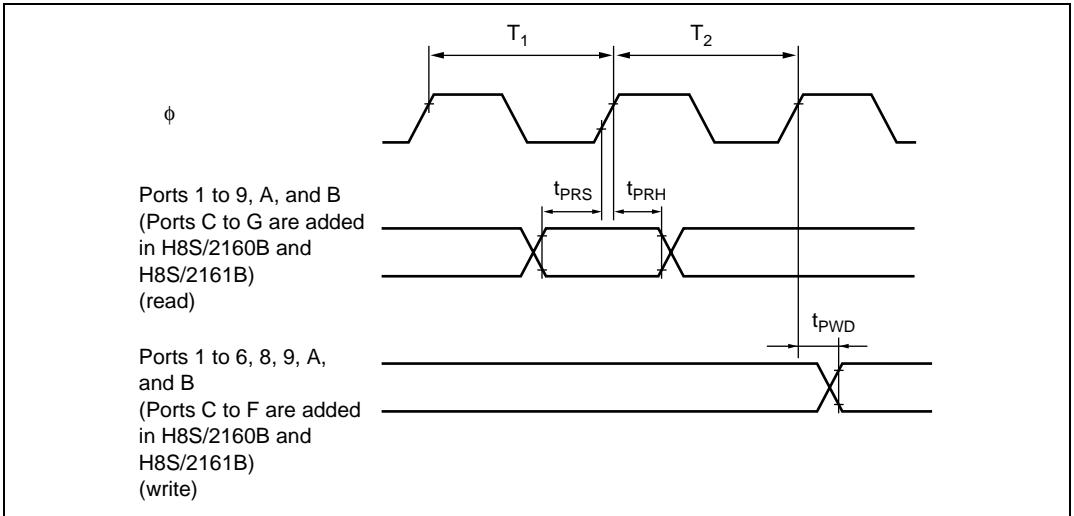 T1
T2
ϕ
tPRS
tPRH
Ports 1 to 9, A, and B
(Ports C to G are added
in H8S/2160B and
H8S/2161B)
(read)
tPWD
Ports 1 to 6, 8, 9, A,
and B
(Ports C to F are added
in H8S/2160B and
H8S/2161B)
(write)